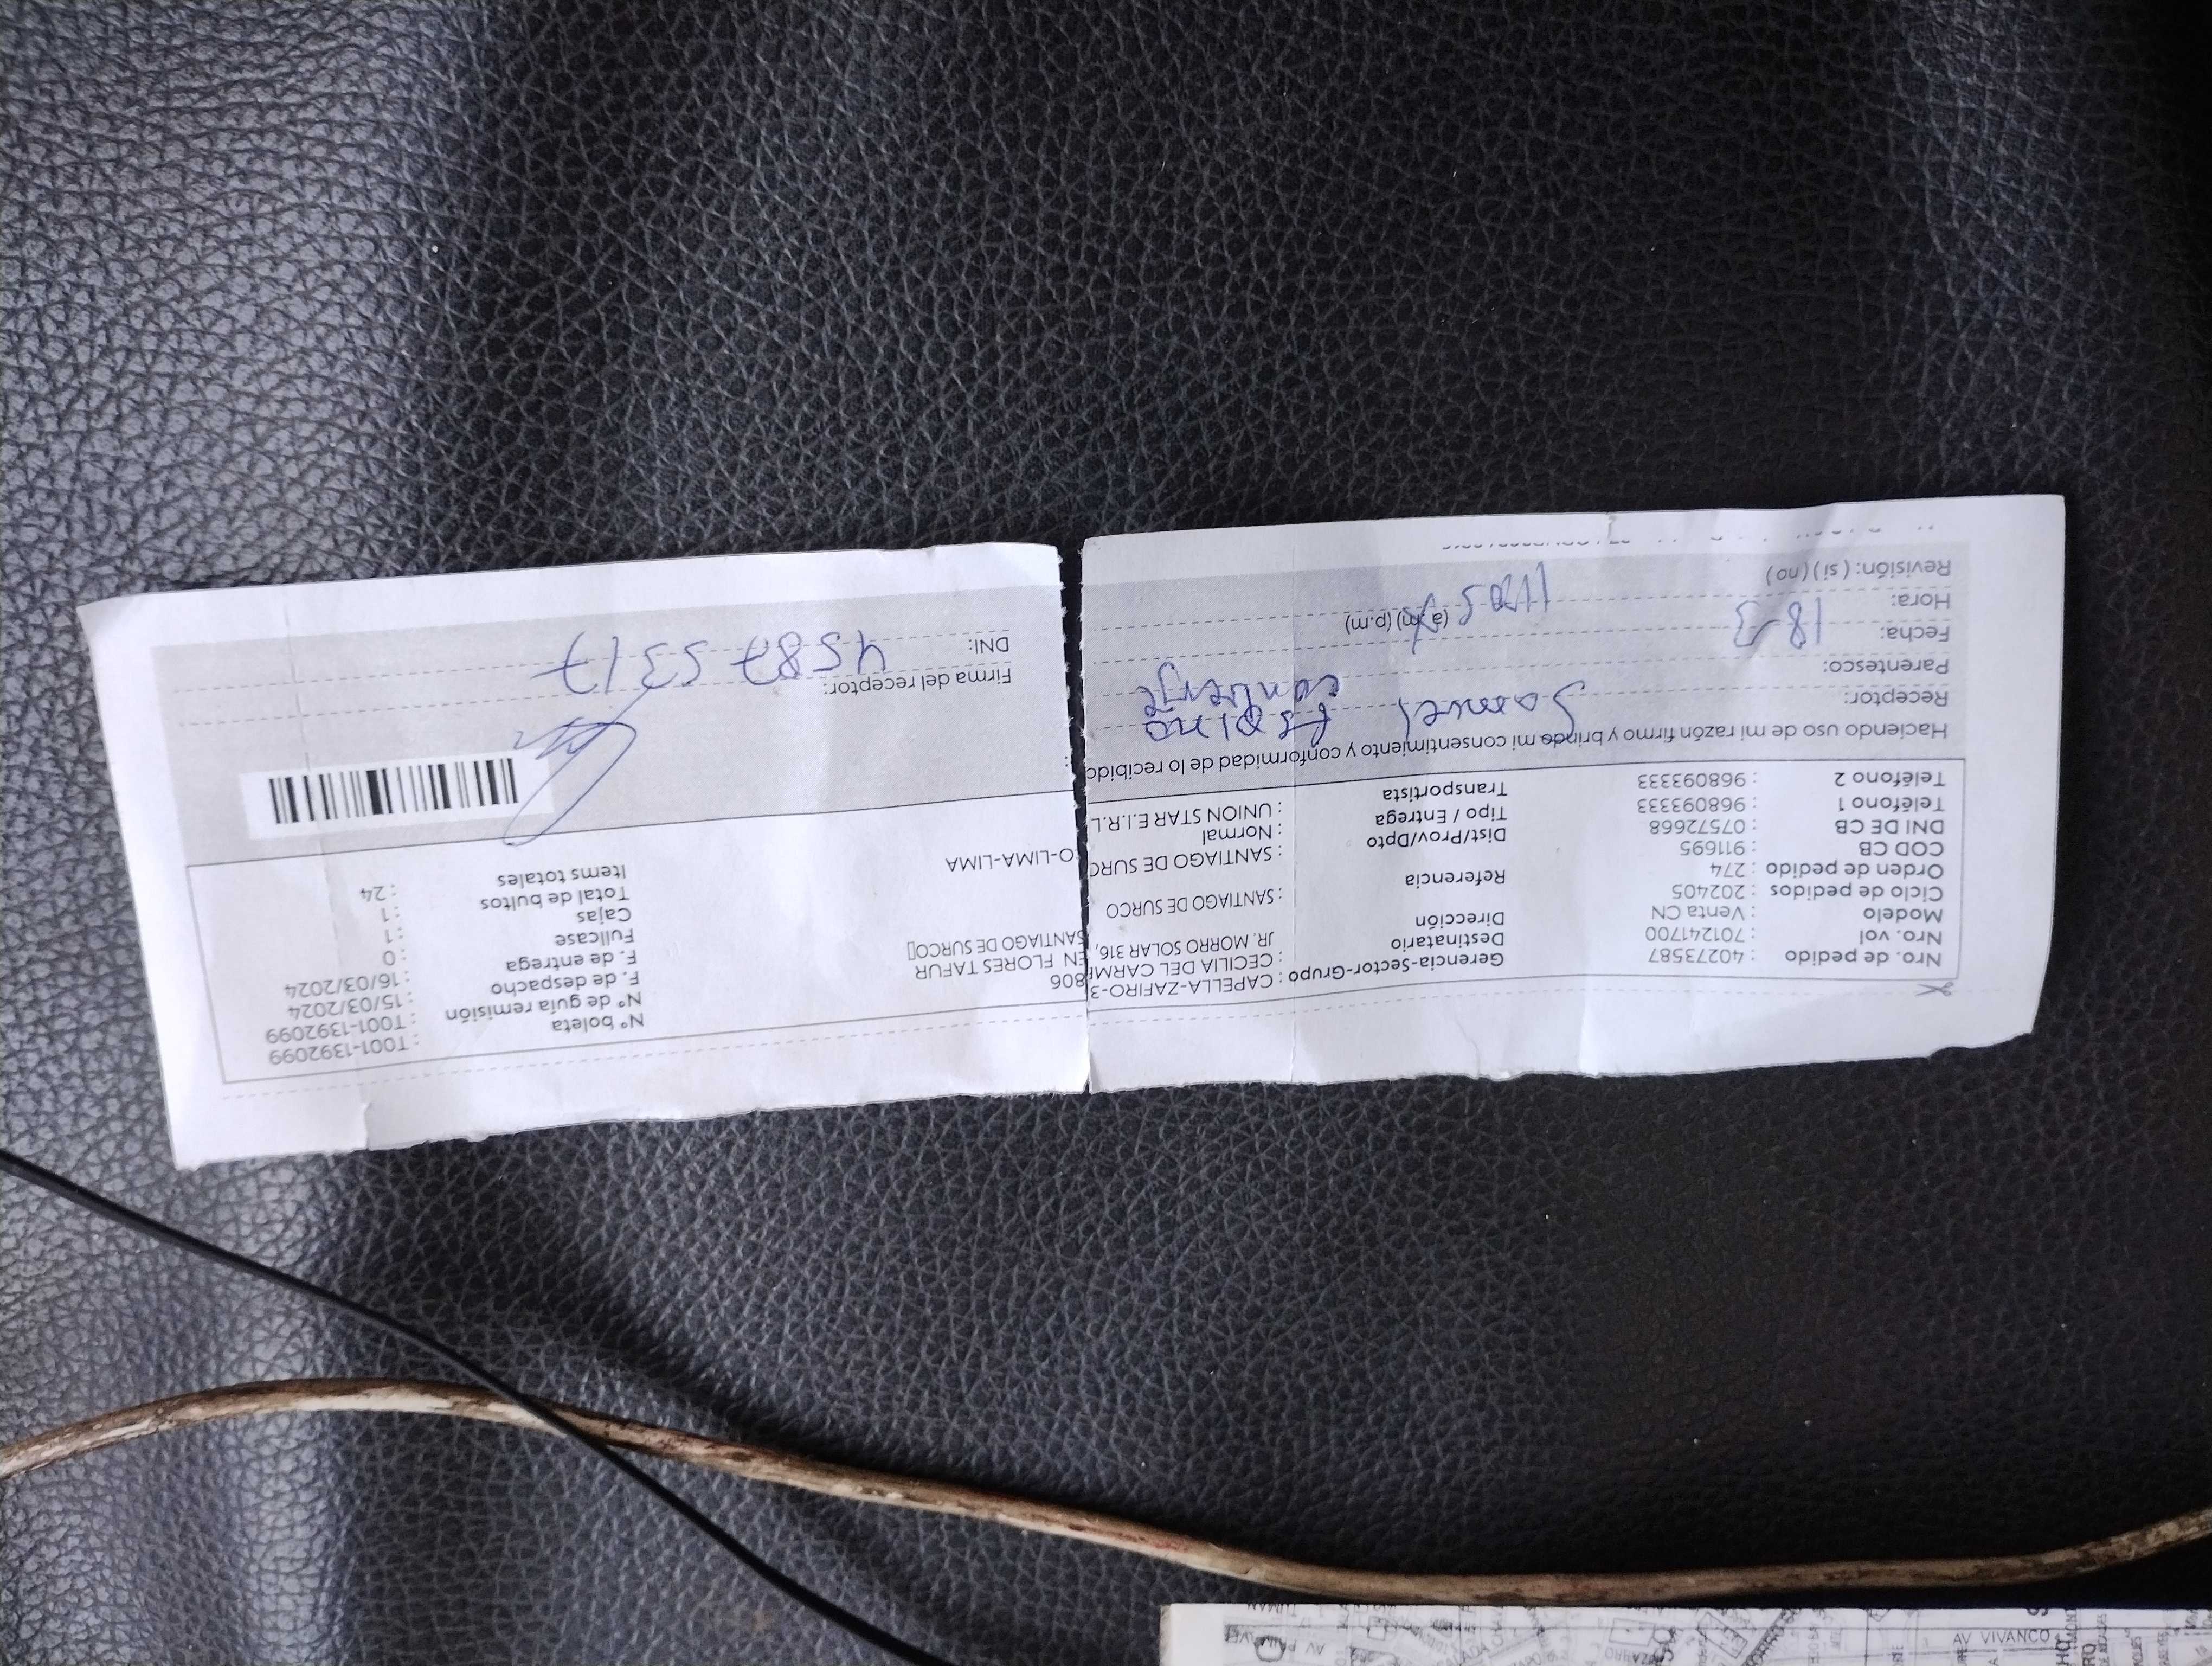 Nro. de pedido : 40273587
Nro. vol : 701241700
Modelo : Venta CN
Ciclo de pedidos : 202405
Orden de pedido : 274
COD CB : 911695
DNI DE CB : 07572668
Teléfono 1 : 968093333
Teléfono 2 : 968093333
Gerencia-Sector-Grupo : CAPELLA-ZAFIRO-3806
Destinatario : CECILIA DEL CARMEN FLORES TAFUR
Dirección JR. MORRO SOLAR 316, SANTIAGO DE SURCO[]
Referencia : SANTIAGO DE SURCO
Dist/Prov/Dpto : SANTIAGO DE SURCO-LIMA-LIMA
Tipo / Entrega : Normal
Transportista : UNION STAR E.I.R.L
N° boleta : T001-1392099
N° de guía remisión : T001-1392099
F. de despacho : 15/03/2024
F. de entrega : 16/03/2024
Fullcase : 0
Cajas : 1
Total de bultos : 1
Items totales : 24
Haciendo uso de mi razón firmo y brindo mi consentimiento y conformidad de lo recibido :
Receptor: Samuel Espino
Parentesco: conserje
Fecha: 18-3
Hora: (a.m) (p.m)
Revisión: ( si ) ( no )
Firma del receptor:
DNI: 4587 5317
AV VIVANCO